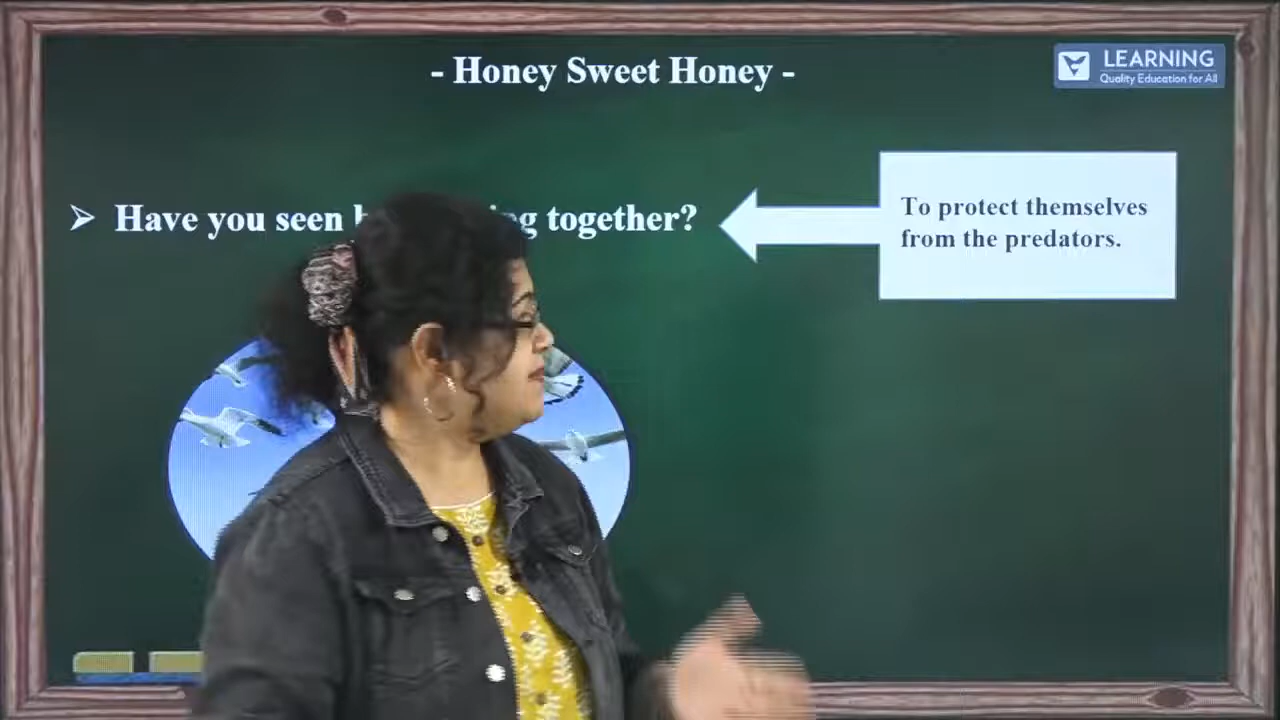 - Honey Sweet Honey -
LEARNING
Quality Education for All
Have you seen together?
To protect themselves
from the predators.